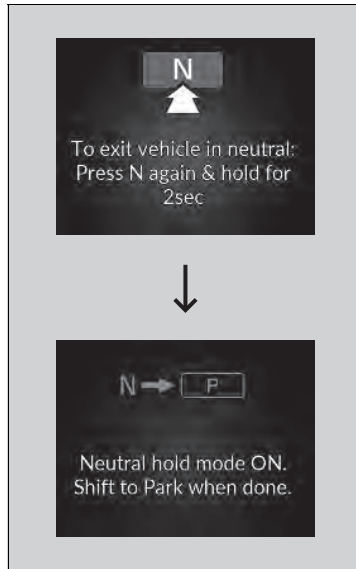 N
To exit vehicle in neutral:
Press N again & hold for
2sec
N P
Neutral hold mode ON.
Shift to Park when done.